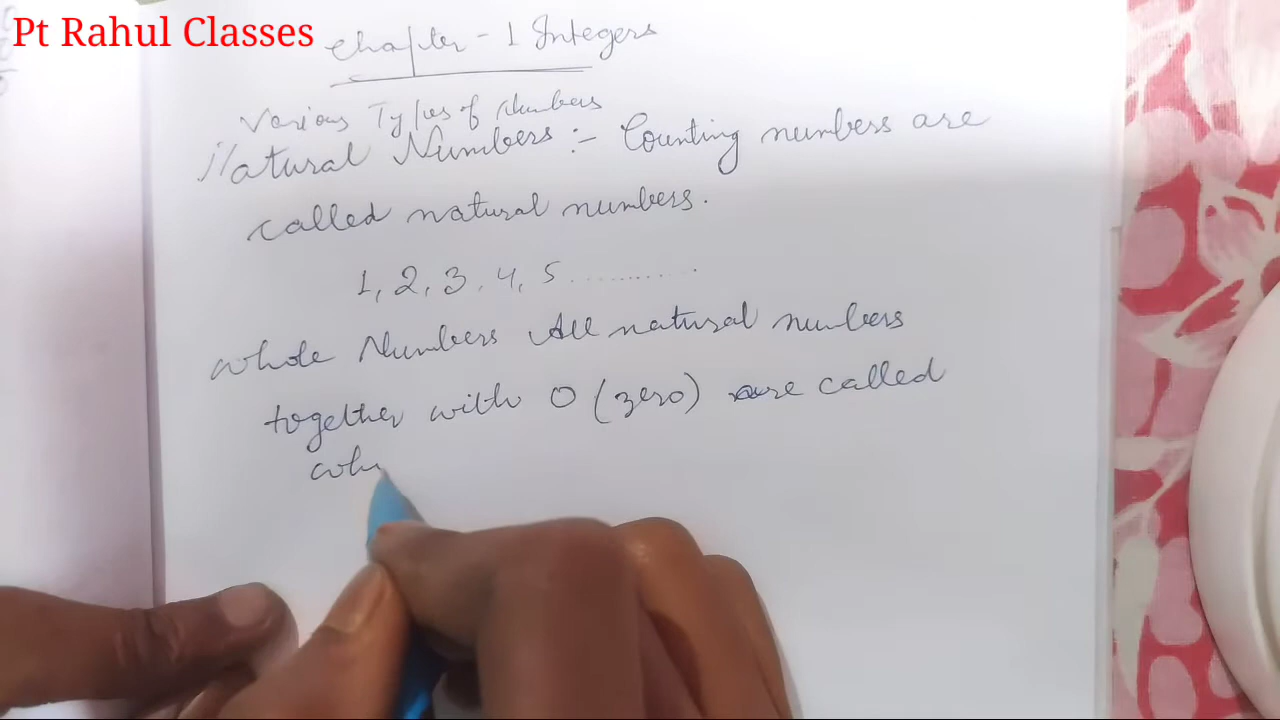 Pt Rahul Classes
Chapter - 1 Integers
Various Types of Numbers
Natural Numbers :- Counting numbers are
called natural numbers.
1, 2, 3, 4, 5 ............
whole Numbers All natural numbers
together with 0 (zero) are called
who